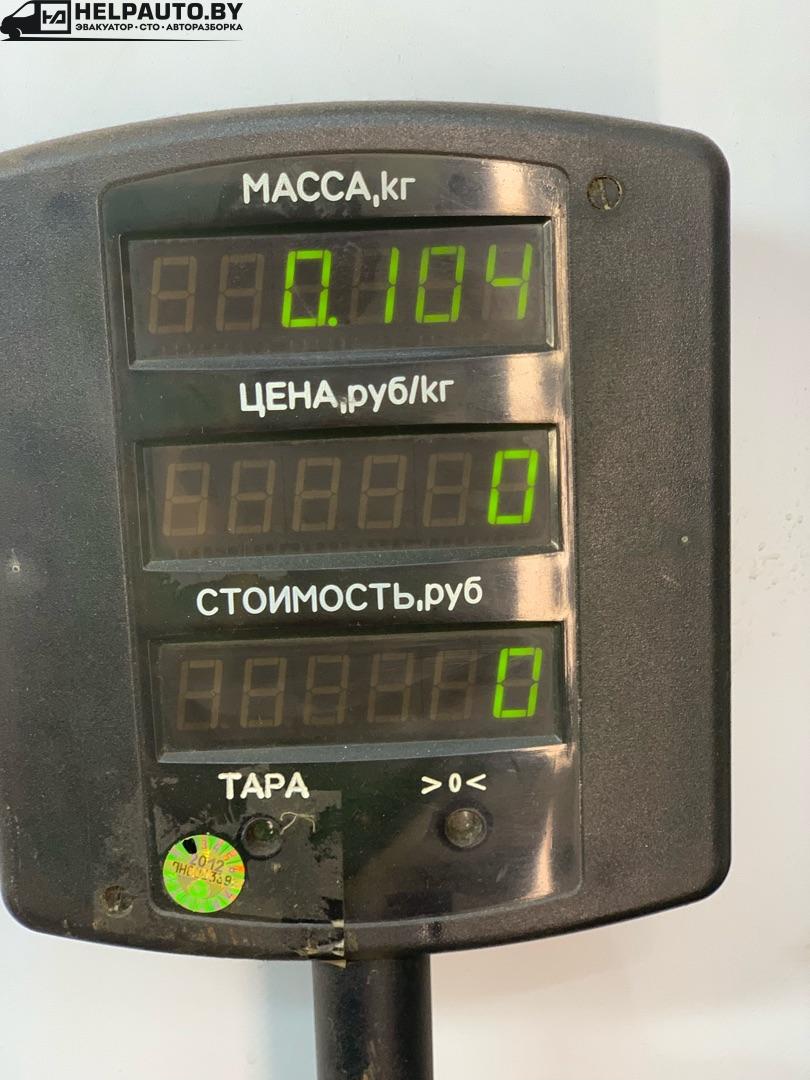 HELPAUTO.BY
ЭВАКУАТОР • СТО • АВТОРАЗБОРКА
МАССА,кг
0.104
ЦЕНА,руб/кг
0
СТОИМОСТЬ,руб
0
ТАРА >0<
2012